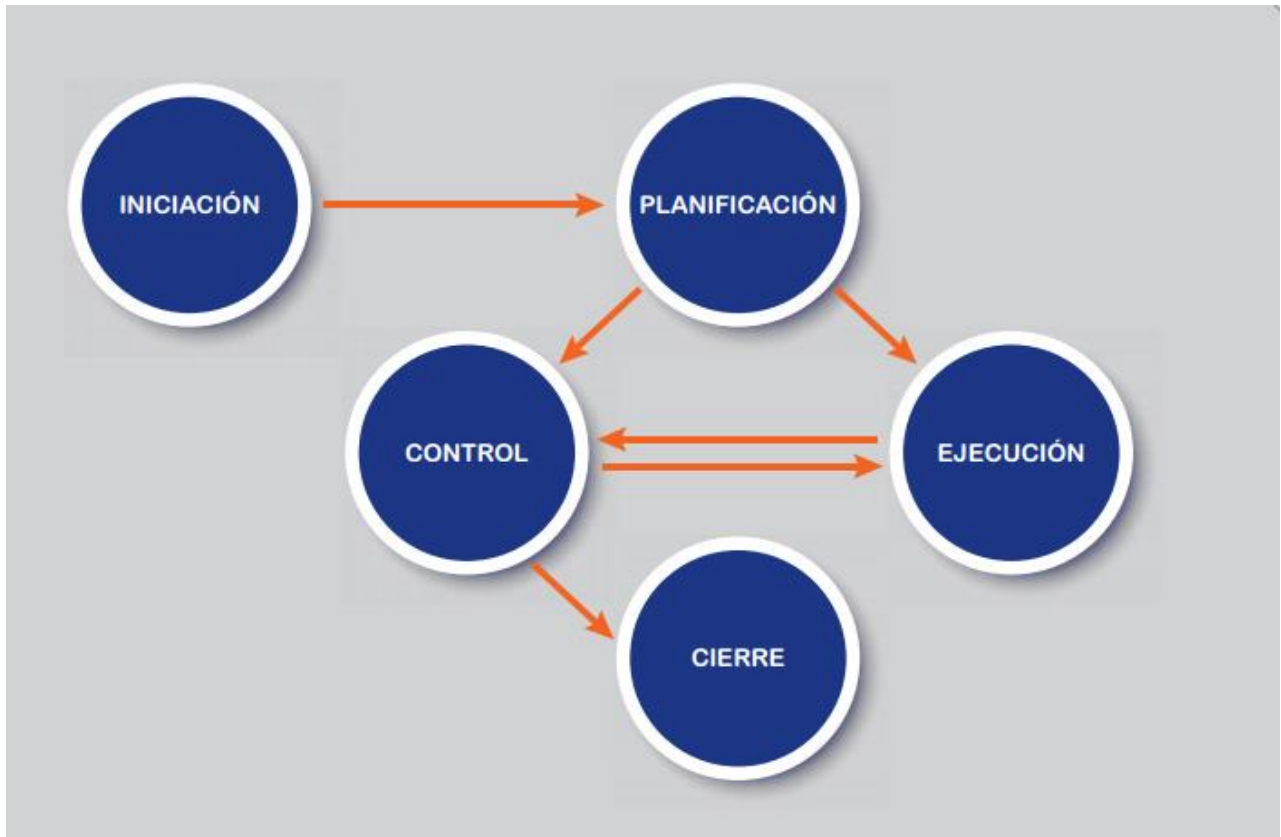 INICIACIÓN
PLANIFICACIÓN
CONTROL
EJECUCIÓN
CIERRE